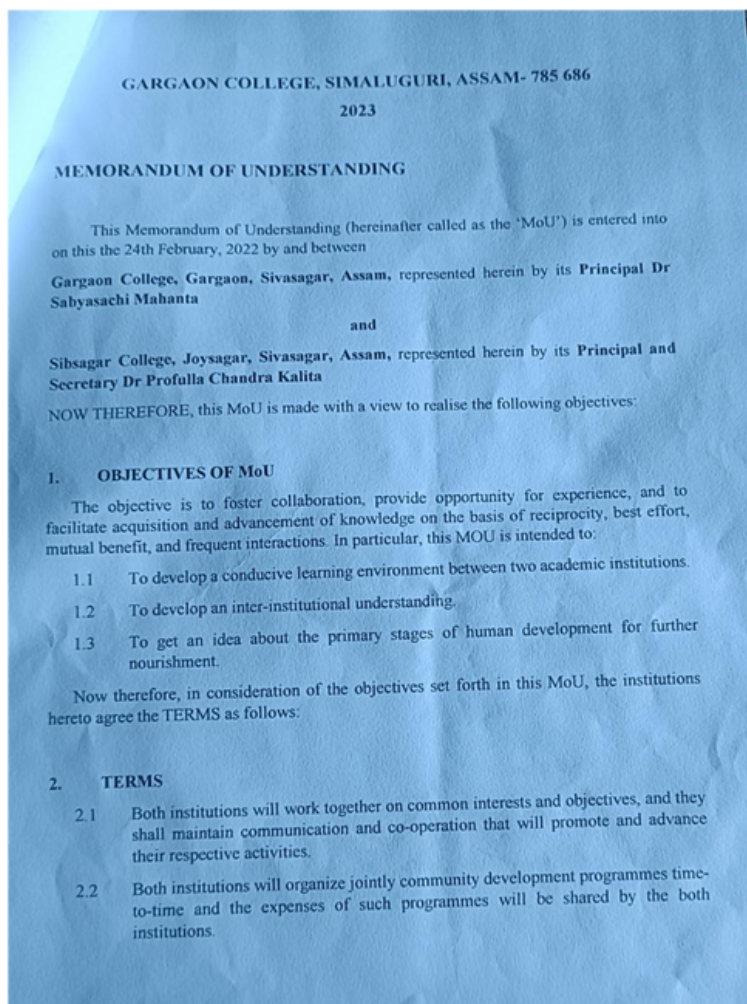 GARGAON COLLEGE, SIMALUGURI, ASSAM- 785 686
2023
MEMORANDUM OF UNDERSTANDING
This Memorandum of Understanding (hereinafter called as the 'MoU') is entered into
on this the 24th February, 2022 by and between
Gargaon College, Gargaon, Sivasagar, Assam, represented herein by its Principal Dr
Sabyasachi Mahanta
and
Sibsagar College, Joysagar, Sivasagar, Assam, represented herein by its Principal and
Secretary Dr Profulla Chandra Kalita
NOW THEREFORE, this MoU is made with a view to realise the following objectives:
1. OBJECTIVES OF MoU
The objective is to foster collaboration, provide opportunity for experience, and to
facilitate acquisition and advancement of knowledge on the basis of reciprocity, best effort,
mutual benefit, and frequent interactions. In particular, this MOU is intended to:
1.1 To develop a conducive learning environment between two academic institutions.
1.2 To develop an inter-institutional understanding.
1.3 To get an idea about the primary stages of human development for further
nourishment.
Now therefore, in consideration of the objectives set forth in this MoU, the institutions
hereto agree the TERMS as follows:
2. TERMS
2.1 Both institutions will work together on common interests and objectives, and they
shall maintain communication and co-operation that will promote and advance
their respective activities.
2.2 Both institutions will organize jointly community development programmes time-
to-time and the expenses of such programmes will be shared by the both
institutions.